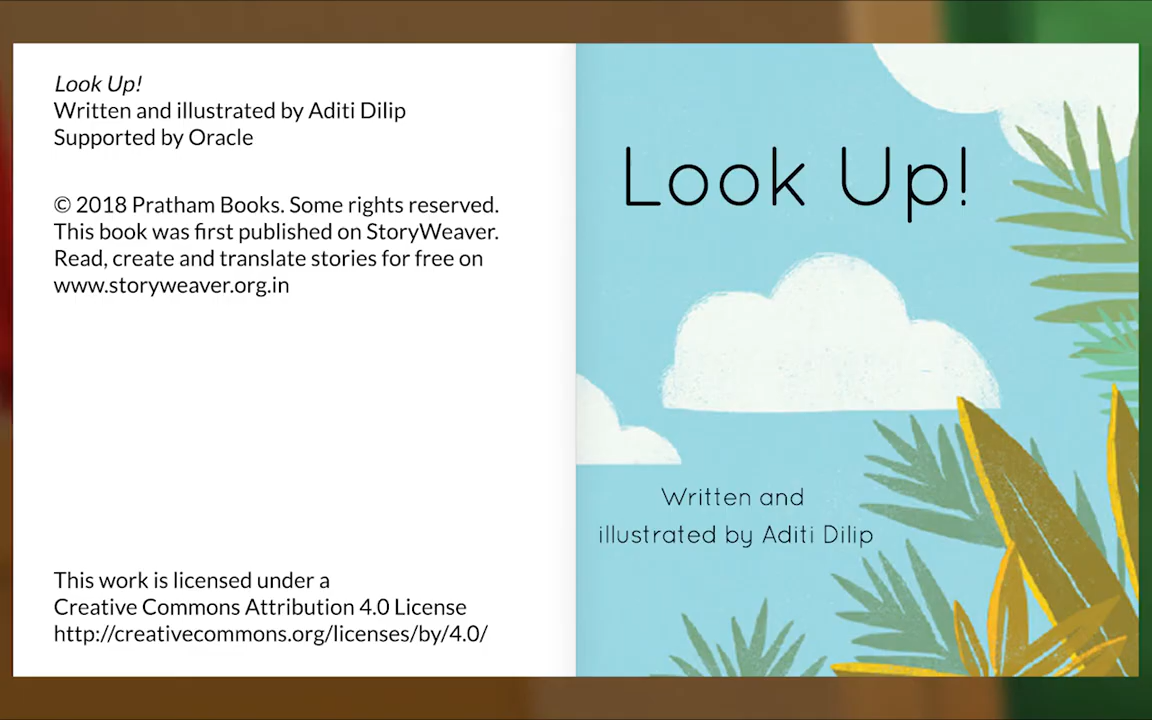 Look Up!
Written and illustrated by Aditi Dilip
Supported by Oracle
© 2018 Pratham Books. Some rights reserved.
This book was first published on StoryWeaver.
Read, create and translate stories for free on
www.storyweaver.org.in
This work is licensed under a
Creative Commons Attribution 4.0 License
http://creativecommons.org/licenses/by/4.0/
Look Up!
Written and
illustrated by Aditi Dilip